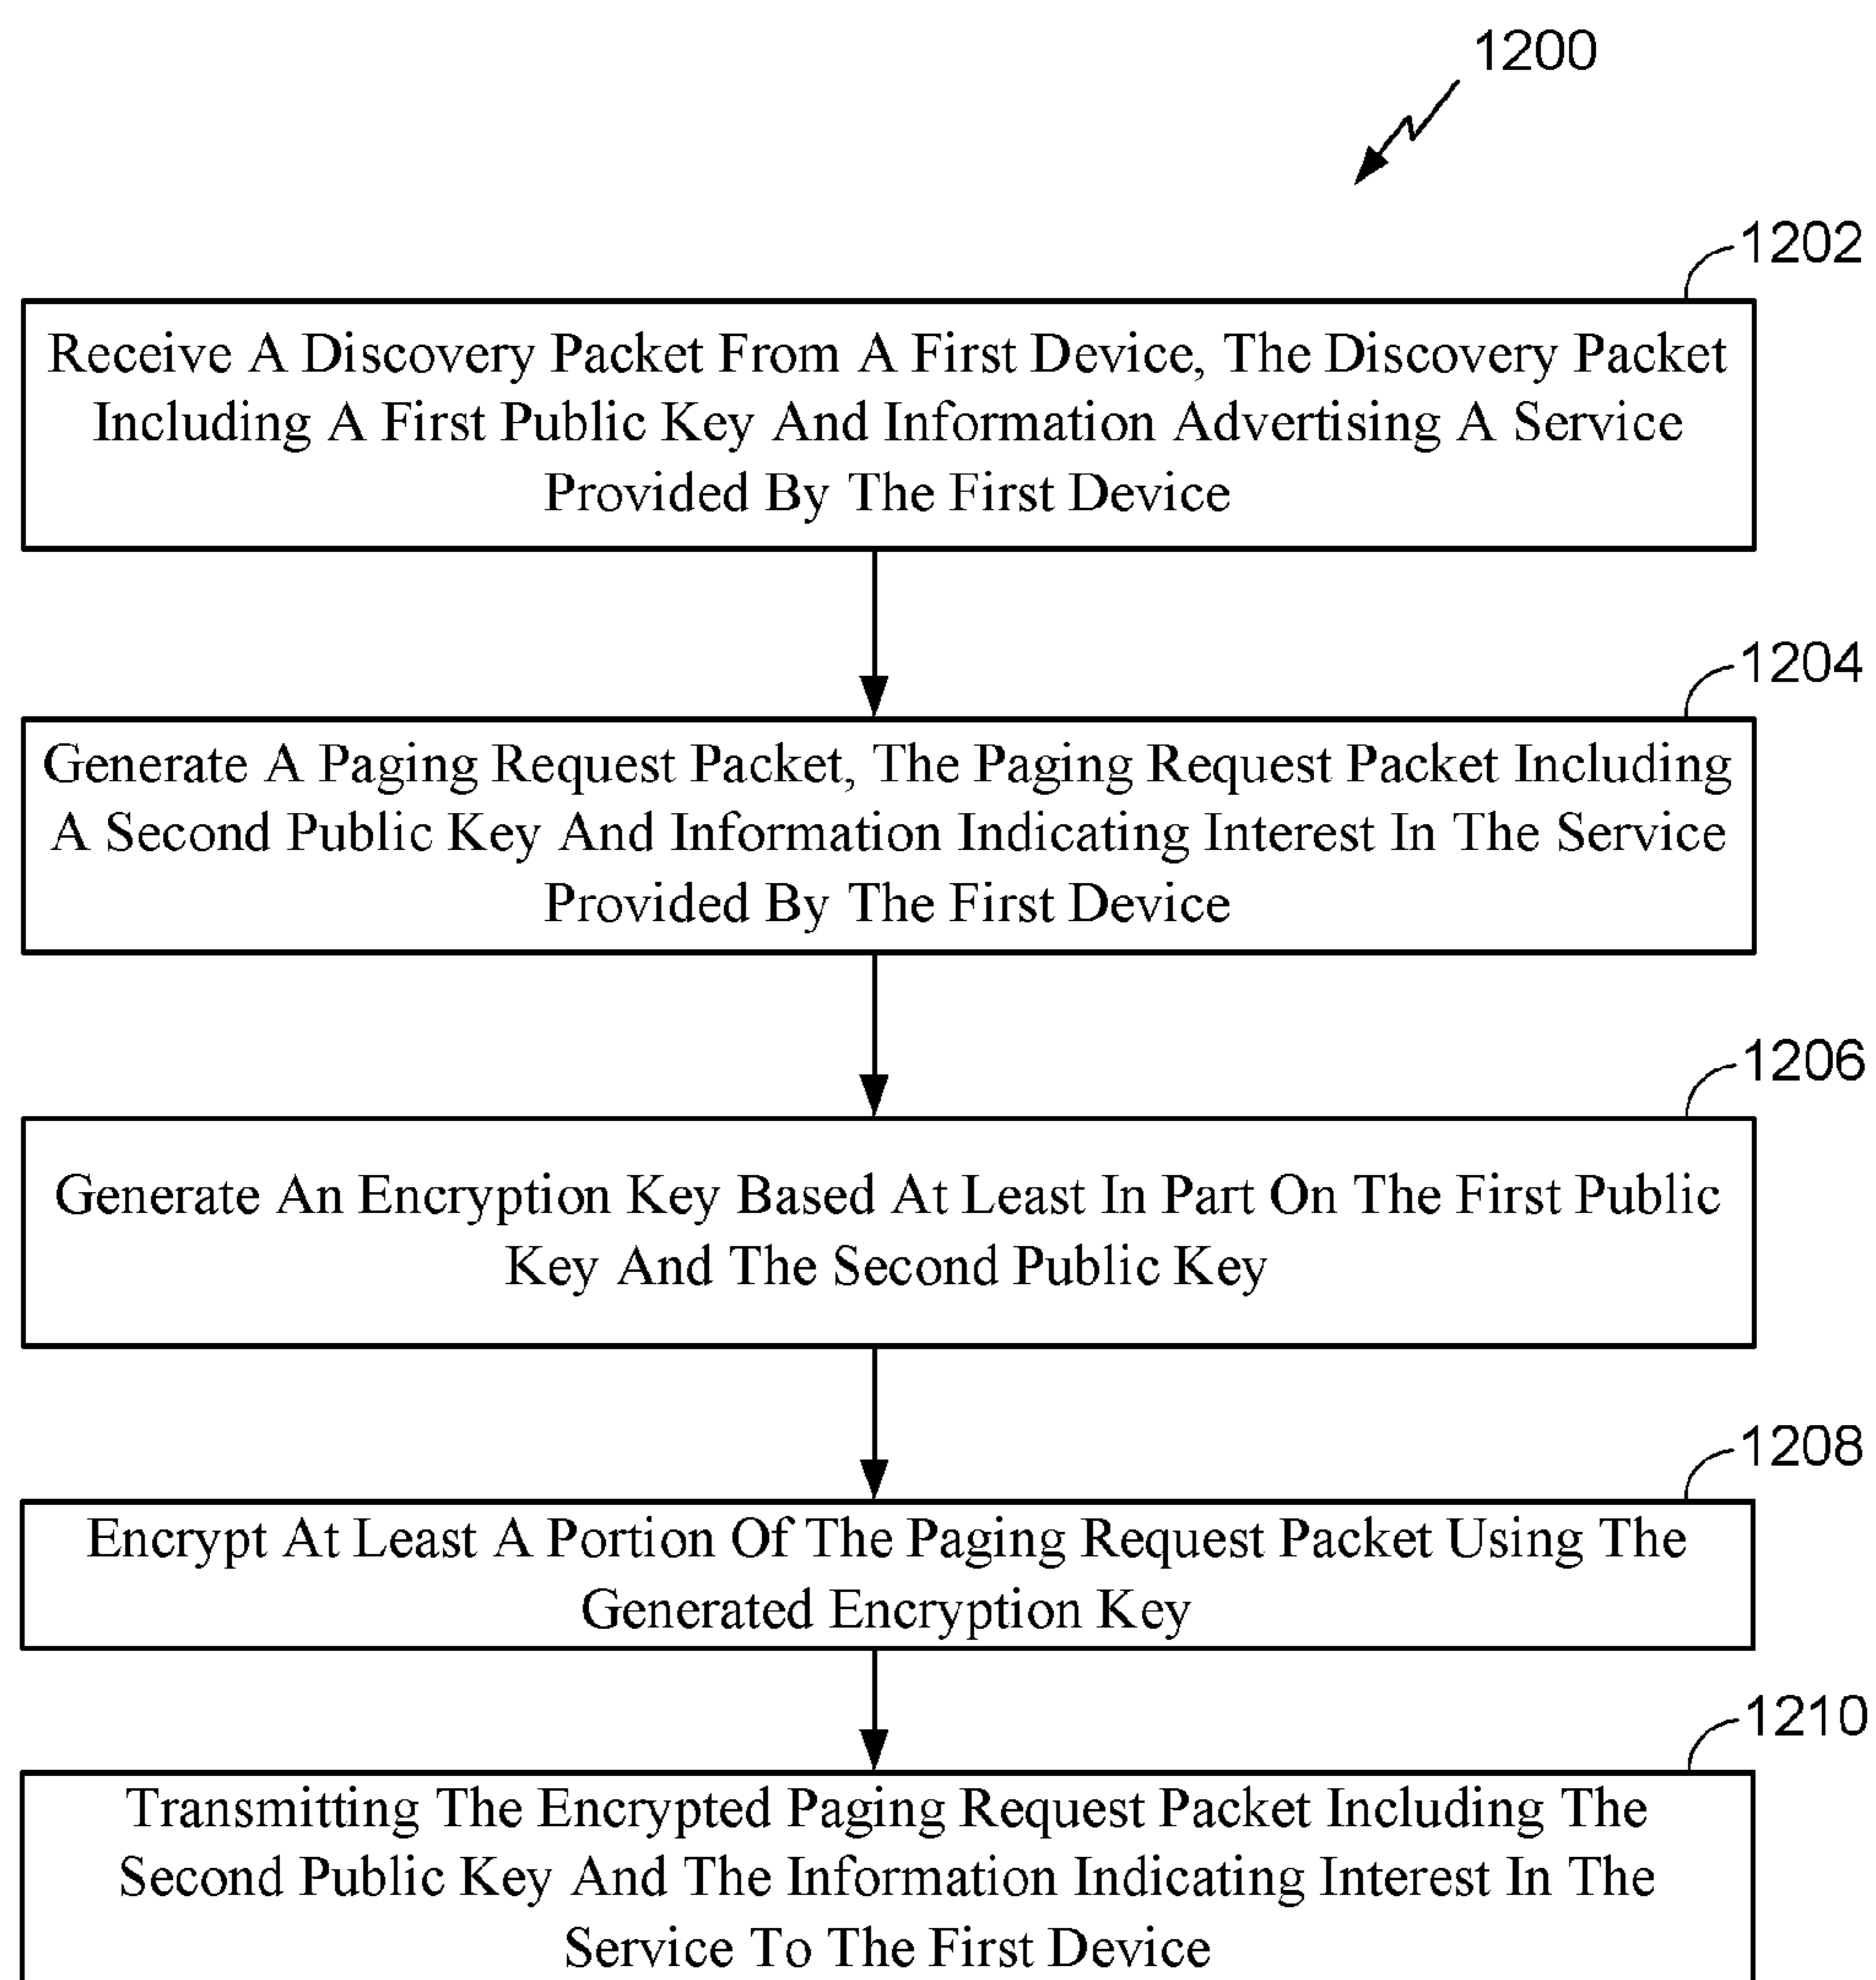 1200
1202
Receive A Discovery Packet From A First Device, The Discovery Packet
Including A First Public Key And Information Advertising A Service
Provided By The First Device
1204
Generate A Paging Request Packet, The Paging Request Packet Including
A Second Public Key And Information Indicating Interest In The Service
Provided By The First Device
1206
Generate An Encryption Key Based At Least In Part On The First Public
Key And The Second Public Key
1208
Encrypt At Least A Portion Of The Paging Request Packet Using The
Generated Encryption Key
1210
Transmitting The Encrypted Paging Request Packet Including The
Second Public Key And The Information Indicating Interest In The
Service To The First Device